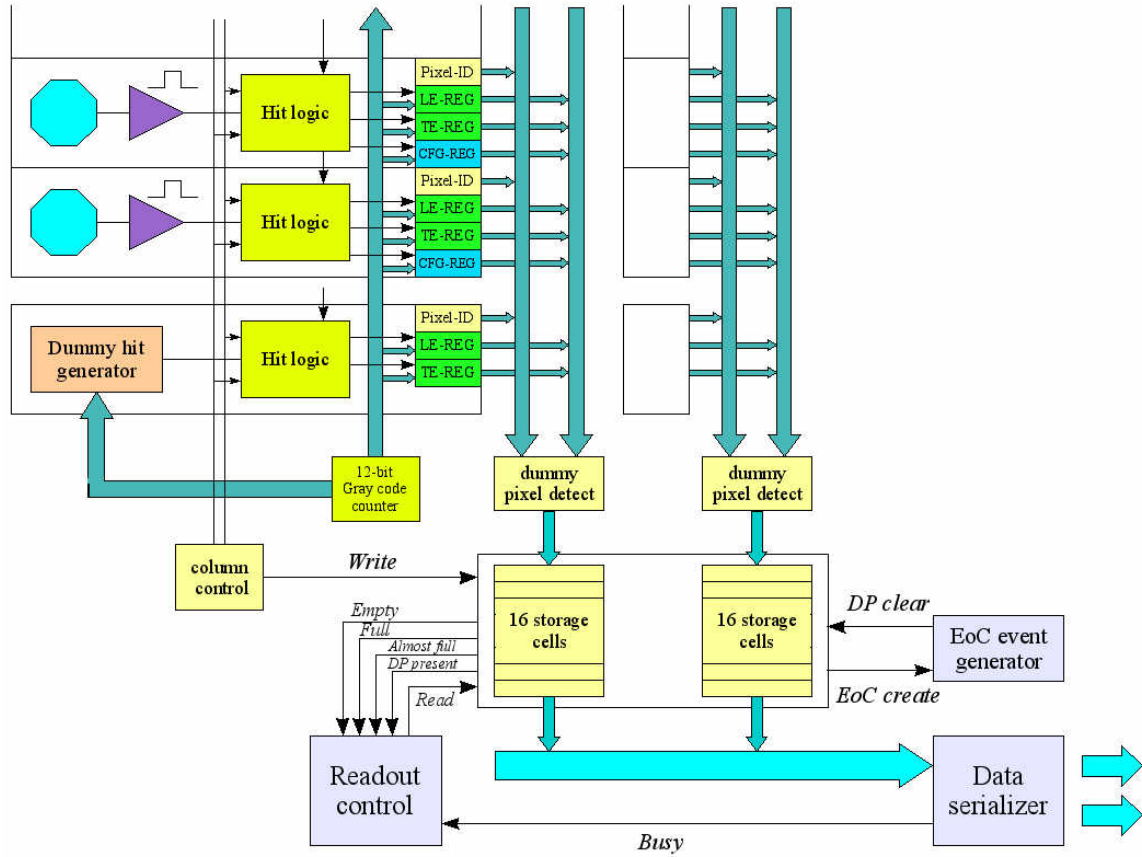 Pixel-ID
LE-REG
Hit logic
TE-REG
CFG-REG
Pixel-ID
LE-REG
Hit logic
TE-REG
CFG-REG
Pixel-ID
Dummy hit
generator
LE-REG
Hit logic
TE-REG
12-bit
Gray code
counter
dummy
pixel detect
dummy
pixel detect
column
control
Write
Empty
Full
Almost full
DP present
Read
16 storage
cells
16 storage
cells
DP clear
EoC event
generator
EoC create
Readout
control
Data
serializer
Busy